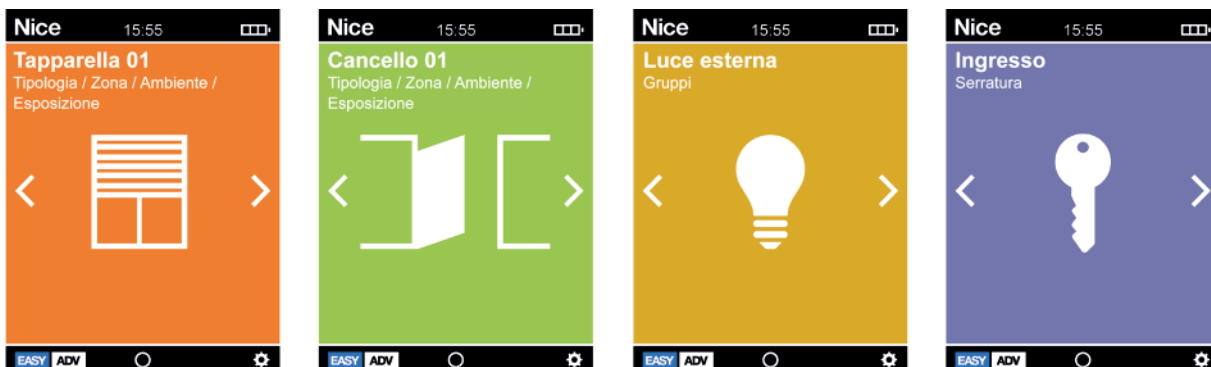 Nice 15:55
Tapparella 01
Tipologia / Zona / Ambiente /
Esposizione
EASY ADV
Nice 15:55
Cancello 01
Tipologia / Zona / Ambiente /
Esposizione
EASY ADV
Nice 15:55
Luce esterna
Gruppi
EASY ADV
Nice 15:55
Ingresso
Serratura
EASY ADV